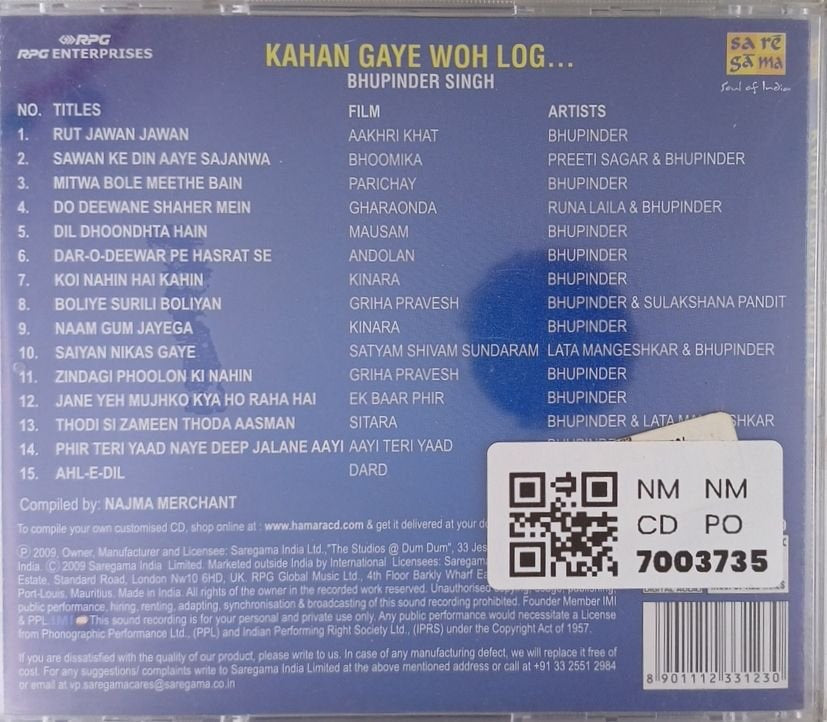 RPG
RPG ENTERPRISES
KAHAN GAYE WOH LOG...
BHUPINDER SINGH
sa rē
gā ma
Soul of India
NO. TITLES FILM ARTISTS
1. RUT JAWAN JAWAN AAKHRI KHAT BHUPINDER
2. SAWAN KE DIN AAYE SAJANWA BHOOMIKA PREETI SAGAR & BHUPINDER
3. MITWA BOLE MEETHE BAIN PARICHAY BHUPINDER
4. DO DEEWANE SHAHER MEIN GHARAONDA RUNA LAILA & BHUPINDER
5. DIL DHOONDHTA HAIN MAUSAM BHUPINDER
6. DAR-O-DEEWAR PE HASRAT SE ANDOLAN BHUPINDER
7. KOI NAHIN HAI KAHIN KINARA BHUPINDER
8. BOLIYE SURILI BOLIYAN GRIHA PRAVESH BHUPINDER & SULAKSHANA PANDIT
9. NAAM GUM JAYEGA KINARA BHUPINDER
10. SAIYAN NIKAS GAYE SATYAM SHIVAM SUNDARAM LATA MANGESHKAR & BHUPINDER
11. ZINDAGI PHOOLON KI NAHIN GRIHA PRAVESH BHUPINDER
12. JANE YEH MUJHKO KYA HO RAHA HAI EK BAAR PHIR BHUPINDER
13. THODI SI ZAMEEN THODA AASMAN SITARA BHUPINDER & LATA
14. PHIR TERI YAAD NAYE DEEP JALANE AAYI AAYI TERI YAAD
15. AHL-E-DIL DARD
Compiled by: NAJMA MERCHANT
To compile your own customised CD, shop online at : www.hamaracd.com & get it delivered at your
NM NM
CD PO
7003735
℗ 2009, Owner, Manufacturer and Licensee: Saregama India Ltd.,"The Studios @ Dum Dum", 33
India. © 2009 Saregama India Limited. Marketed outside India by International Licensees: Saregama
Estate, Standard Road, London Nw10 6HD, UK. RPG Global Music Ltd., 4th Floor Barkly Wharf
Port-Louis, Mauritius. Made in India. All rights of the owner in the recorded work reserved. Unauthorised
public performance, hiring, renting, adapting, synchronisation & broadcasting of this sound recording prohibited. Founder Member IMI
& PPL. IMI This sound recording is for your personal and private use only. Any public performance would necessitate a License
from Phonographic Performance Ltd., (PPL) and Indian Performing Right Society Ltd., (IPRS) under the Copyright Act of 1957.
DIGITAL AUDIO
If you are dissatisfied with the quality of our product, please write to us. In case of any manufacturing defect, we will replace it free of
cost. For any suggestions/ complaints write to Saregama India Limited at the above mentioned address or call at +91 33 2551 2984
or email at vp.saregamacares@saregama.co.in
8 901112 331230